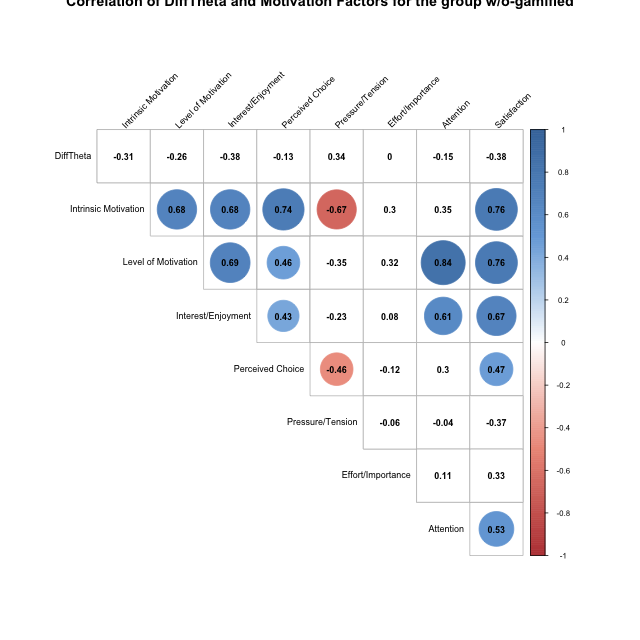 Correlation of DiffTheta and Motivation Factors for the group w/o-gamified
Intrinsic Motivation
Level of Motivation
Interest/Enjoyment
Perceived Choice
Pressure/Tension
Effort/Importance
Attention
Satisfaction
DiffTheta -0.31 -0.26 -0.38 -0.13 0.34 0 -0.15 -0.38
Intrinsic Motivation 0.68 0.68 0.74 -0.67 0.3 0.35 0.76
Level of Motivation 0.69 0.46 -0.35 0.32 0.84 0.76
Interest/Enjoyment 0.43 -0.23 0.08 0.61 0.67
Perceived Choice -0.46 -0.12 0.3 0.47
Pressure/Tension -0.06 -0.04 -0.37
Effort/Importance 0.11 0.33
Attention 0.53
1
0.8
0.6
0.4
0.2
0
-0.2
-0.4
-0.6
-0.8
-1